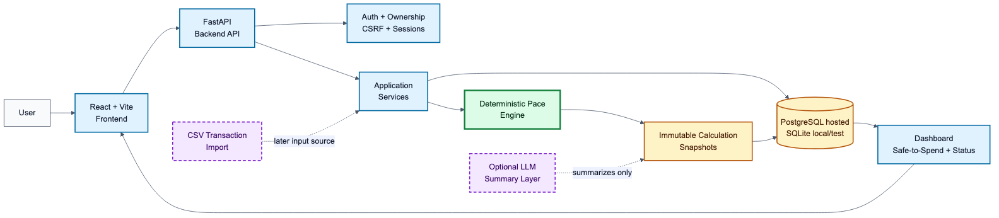 User
React + Vite
Frontend
FastAPI
Backend API
Auth + Ownership
CSRF + Sessions
Application
Services
CSV Transaction
Import
later input source
Deterministic Pace
Engine
Optional LLM
Summary Layer
summarizes only
Immutable Calculation
Snapshots
PostgreSQL hosted
SQLite local/test
Dashboard
Safe-to-Spend + Status